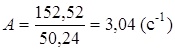 A = 152,52 / 50,24 = 3,04 (c⁻¹)